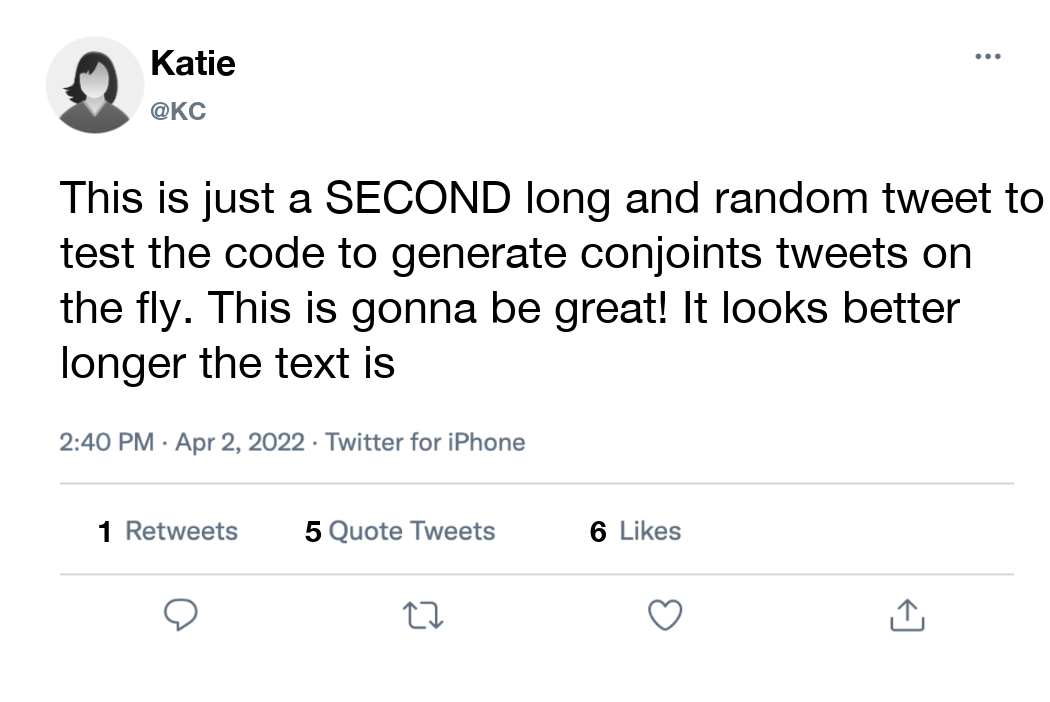 Katie
@KC
This is just a SECOND long and random tweet to
test the code to generate conjoints tweets on
the fly. This is gonna be great! It looks better
longer the text is
2:40 PM · Apr 2, 2022 · Twitter for iPhone
1 Retweets 5 Quote Tweets 6 Likes